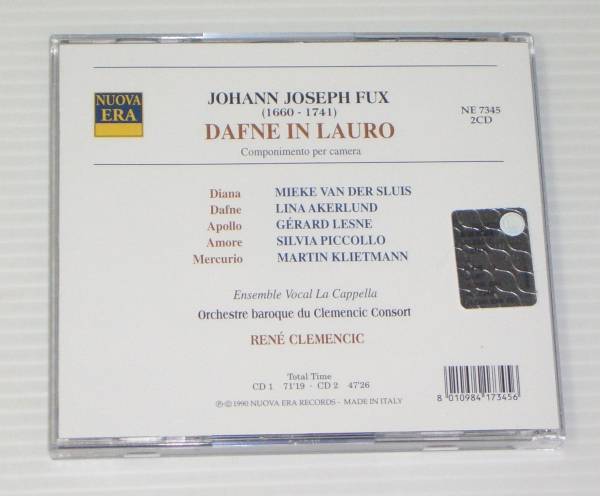 NUOVA
ERA
JOHANN JOSEPH FUX
(1660 - 1741)
DAFNE IN LAURO
Componimento per camera
NE 7345
2CD
Diana MIEKE VAN DER SLUIS
Dafne LINA AKERLUND
Apollo GÉRARD LESNE
Amore SILVIA PICCOLLO
Mercurio MARTIN KLIETMANN
Ensemble Vocal La Cappella
Orchestre baroque du Clemencic Consort
RENÉ CLEMENCIC
Total Time
CD 1 71'19 · CD 2 47'26
℗ © 1990 NUOVA ERA RECORDS - MADE IN ITALY
8 010984 173456